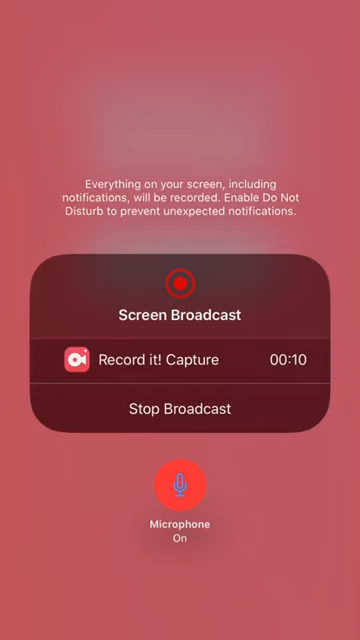 Everything on your screen, including
notifications, will be recorded. Enable Do Not
Disturb to prevent unexpected notifications.
Screen Broadcast
Record it! Capture 00:10
Stop Broadcast
Microphone
On